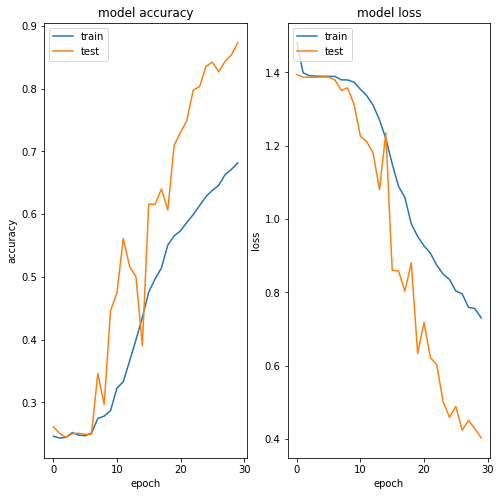 model accuracy
train
test
0.9
0.8
0.7
0.6
0.5
0.4
0.3
accuracy
0
10
20
30
epoch
model loss
train
test
1.4
1.2
1.0
0.8
0.6
0.4
loss
0
10
20
30
epoch